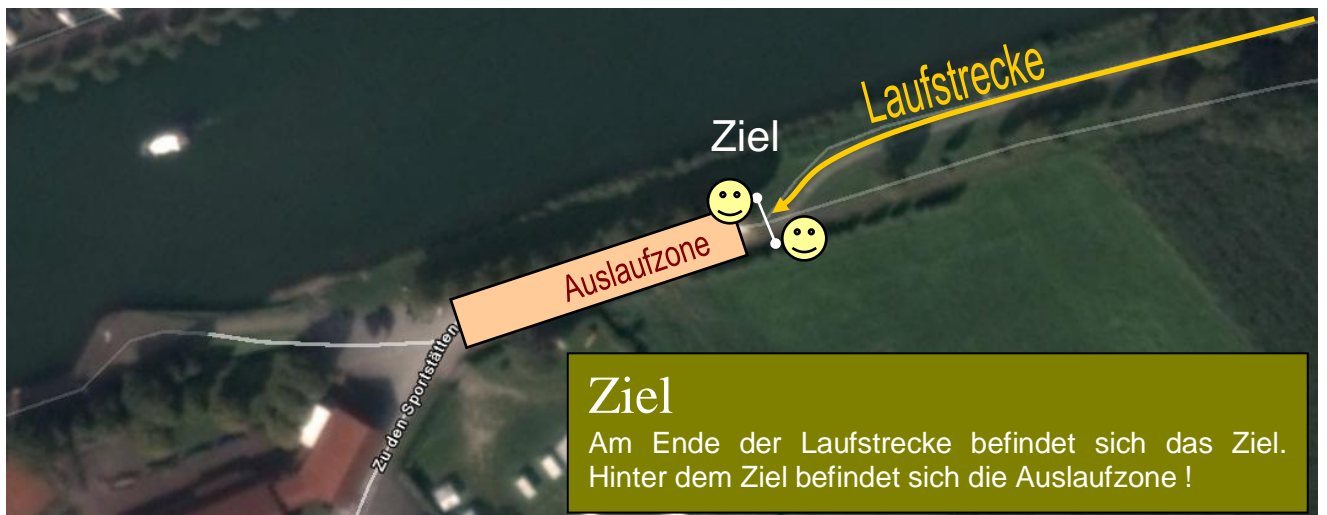 Laufstrecke
Ziel
Auslaufzone
Zu den Sportstätten
Ziel
Am Ende der Laufstrecke befindet sich das Ziel.
Hinter dem Ziel befindet sich die Auslaufzone !